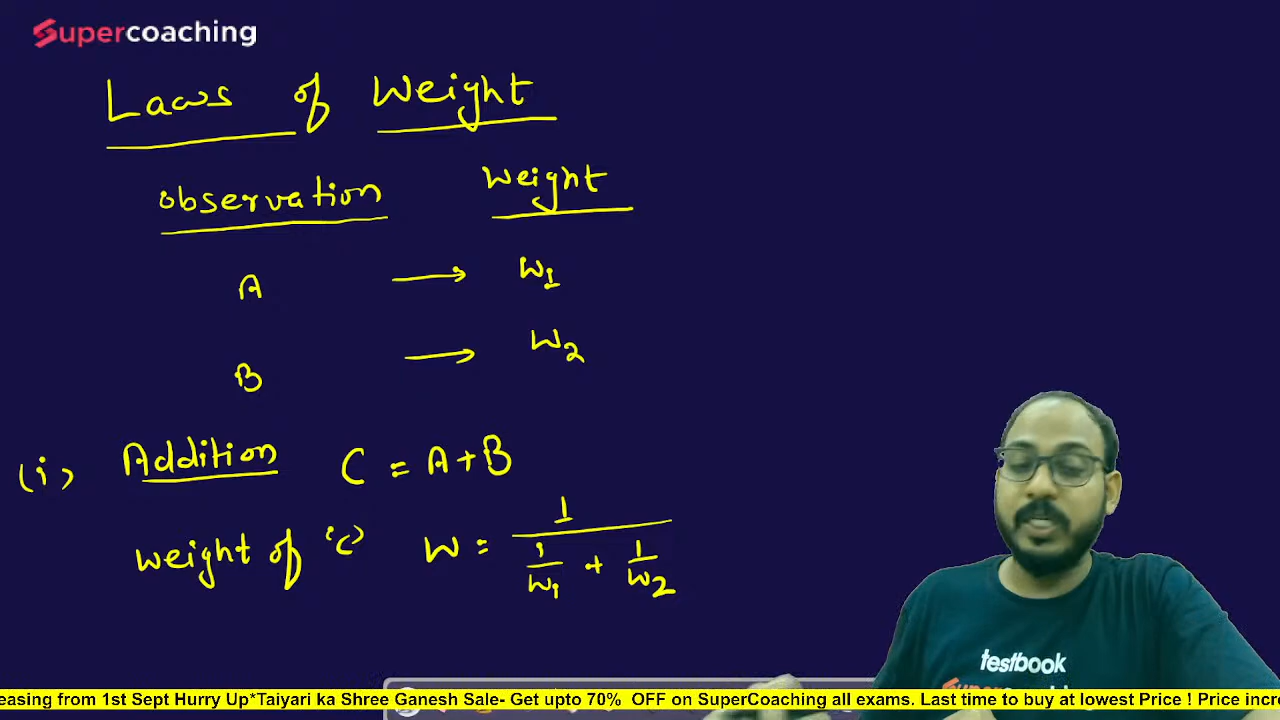 Supercoaching
Laws of Weight
observation Weight
A → W1
B → W2
(i) Addition C = A+B
weight of 'C' W = 1 / (1/W1 + 1/W2)
testbook
easing from 1st Sept Hurry Up*Taiyari ka Shree Ganesh Sale- Get upto 70% OFF on SuperCoaching all exams. Last time to buy at lowest Price ! Price incr